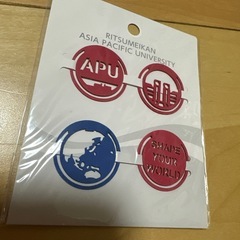 RITSUMEIKAN
ASIA PACIFIC UNIVERSITY
APU
SHAPE
YOUR
WORLD